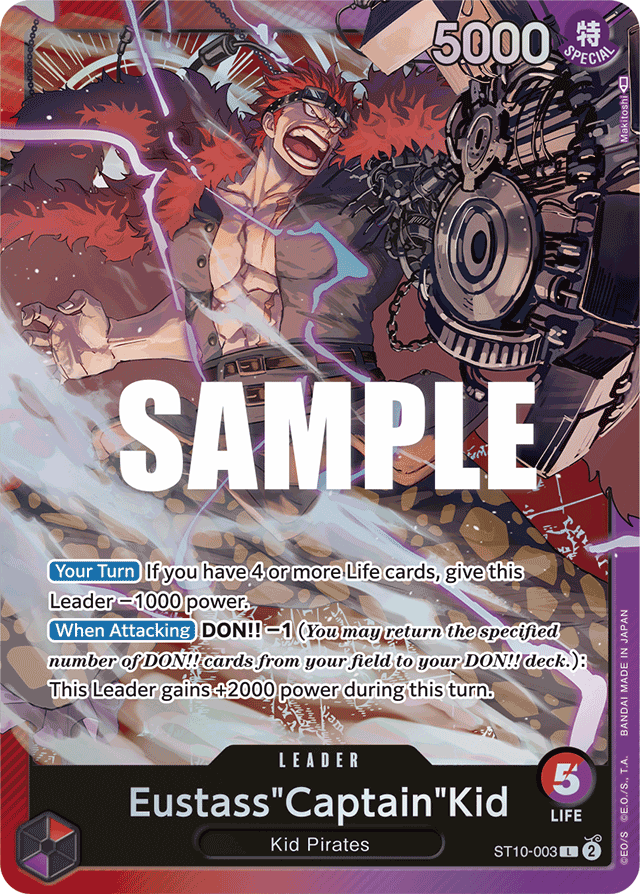 5000
特
SPECIAL
Makitoshi
SAMPLE
Your Turn If you have 4 or more Life cards, give this
Leader −1000 power.
When Attacking DON!! −1 (You may return the specified
number of DON!! cards from your field to your DON!! deck.):
This Leader gains +2000 power during this turn.
LEADER
Eustass"Captain"Kid
Kid Pirates
5
LIFE
ST10-003 L 2
©E/S ©E.O./S., T.A. BANDAI MADE IN JAPAN